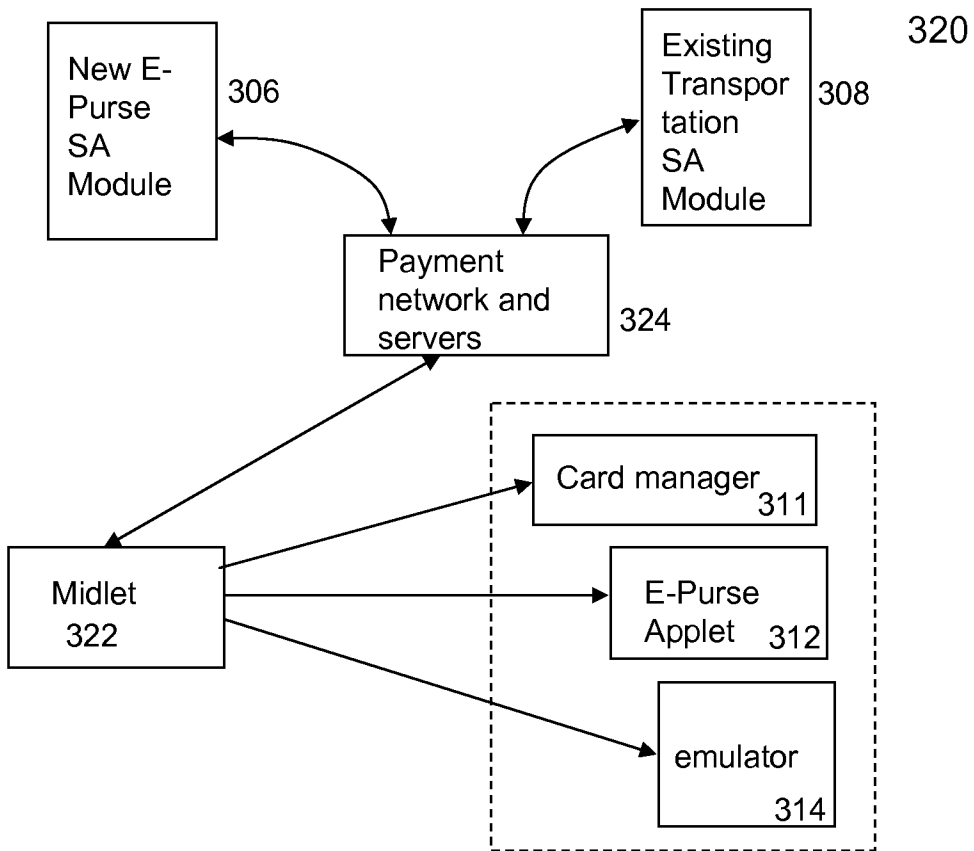 320
New E-
Purse
SA
Module
306
Existing
Transpor
tation
SA
Module
308
Payment
network and
servers
324
Card manager
311
Midlet
322
E-Purse
Applet
312
emulator
314